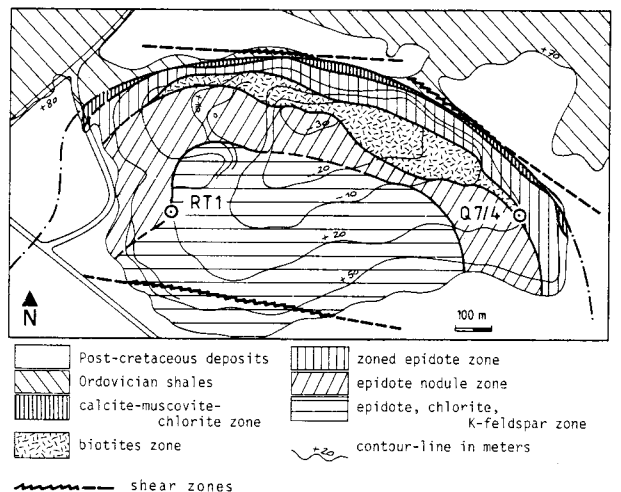 +80
+70
30
20
-10
RT1
Q7/4
+20
N
100 m
Post-cretaceous deposits
Ordovician shales
calcite-muscovite-
chlorite zone
biotites zone
zoned epidote zone
epidote nodule zone
epidote, chlorite,
K-feldspar zone
+20
contour-line in meters
shear zones